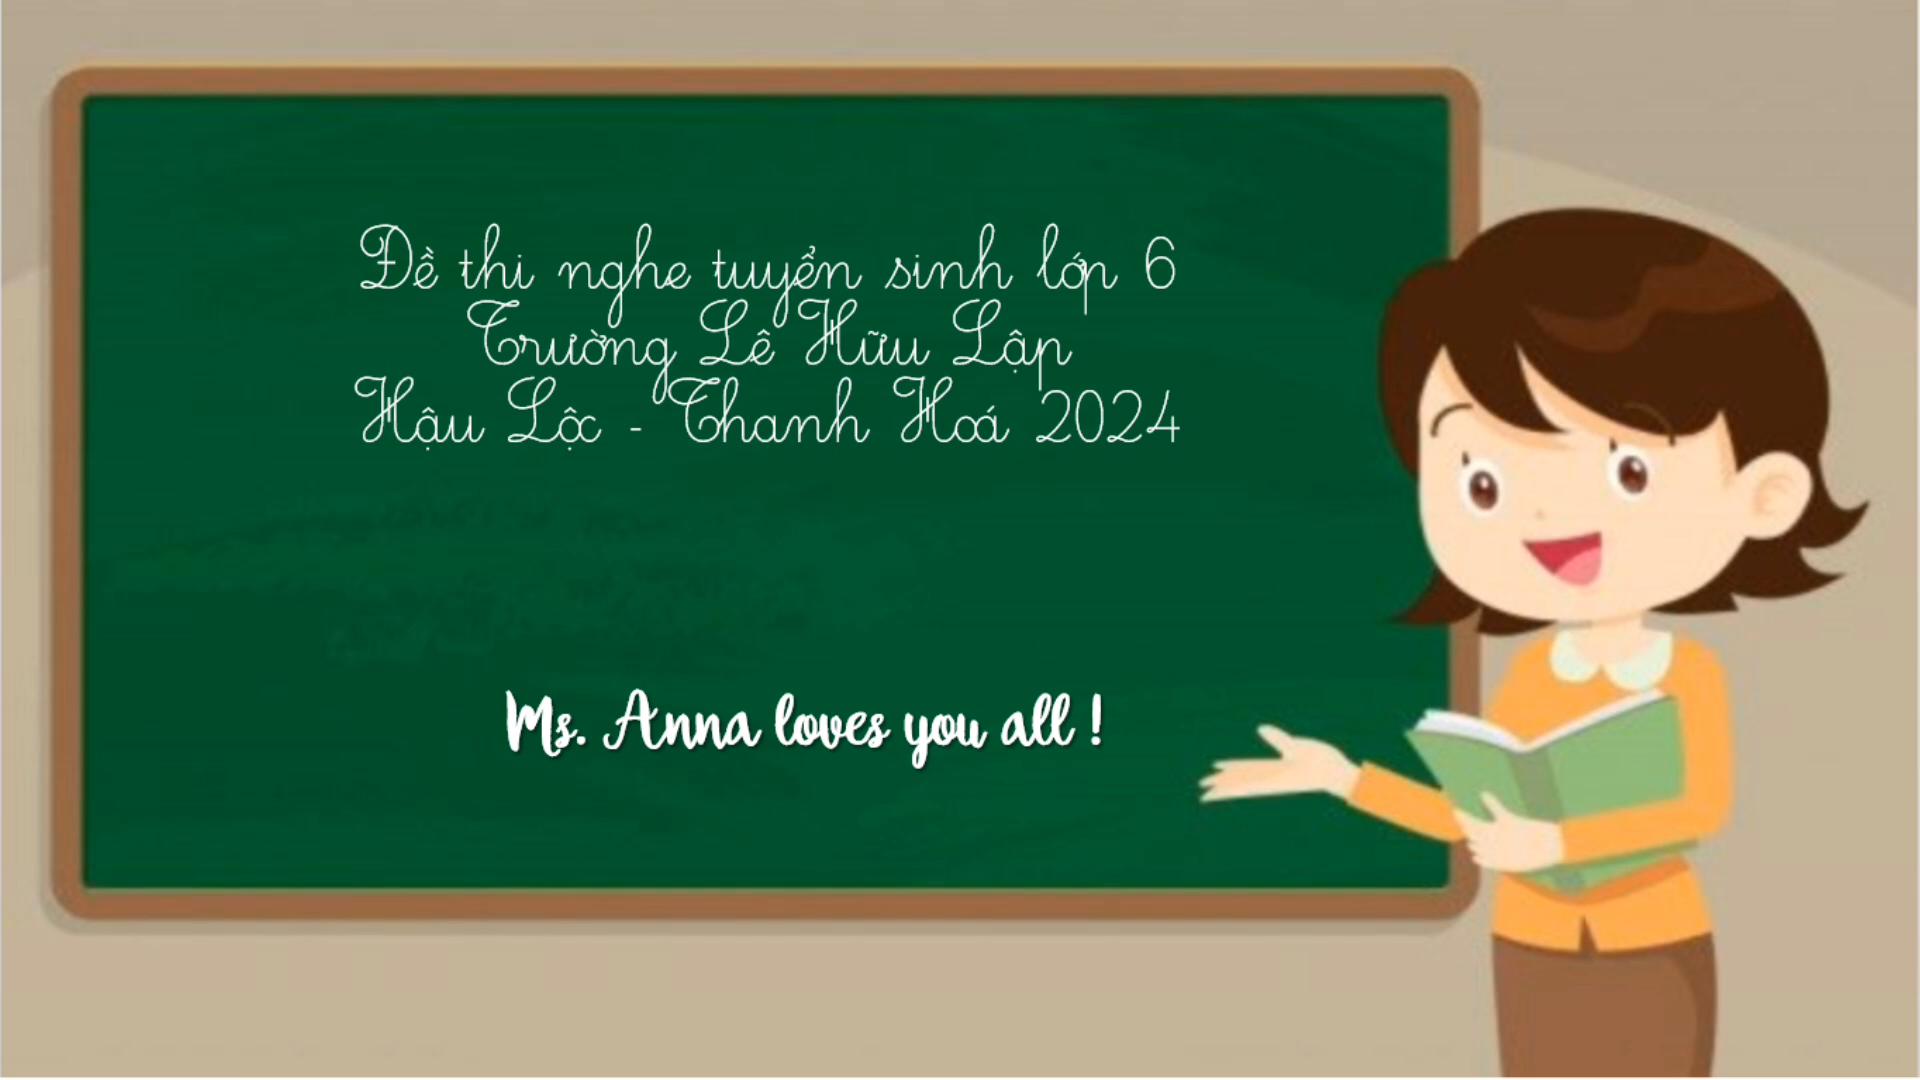 Đề thi nghe tuyển sinh lớp 6
Trường Lê Hữu Lập
Hậu Lộc - Thanh Hoá 2024
Ms. Anna loves you all !